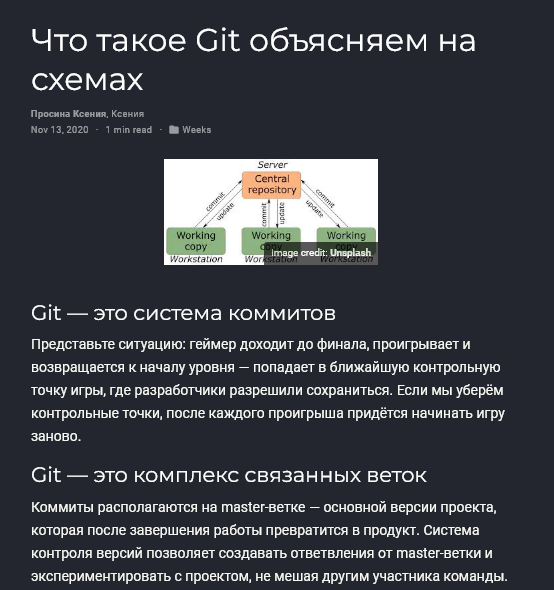 Что такое Git объясняем на
схемах
Просина Ксения, Ксения
Nov 13, 2020 · 1 min read · Weeks
Server
Central
repository
commit
update
commit
update
commit
update
Working
copy
Working
copy
Working
copy
Workstation
Workstation
Workstation
Image credit: Unsplash
Git — это система коммитов
Представьте ситуацию: геймер доходит до финала, проигрывает и
возвращается к началу уровня — попадает в ближайшую контрольную
точку игры, где разработчики разрешили сохраниться. Если мы уберём
контрольные точки, после каждого проигрыша придётся начинать игру
заново.
Git — это комплекс связанных веток
Коммиты располагаются на master-ветке — основной версии проекта,
которая после завершения работы превратится в продукт. Система
контроля версий позволяет создавать ответвления от master-ветки и
экспериментировать с проектом, не мешая другим участника команды.